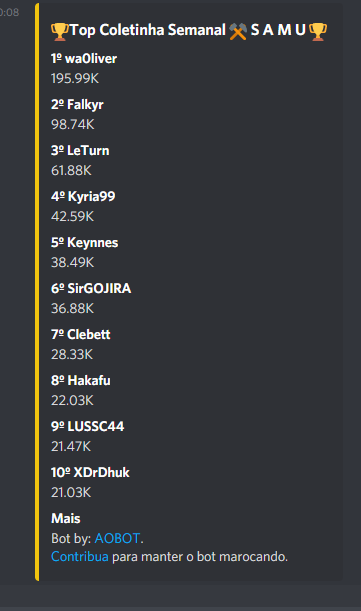 0:08
🏆Top Coletinha Semanal ⚒️ S A M U 🏆
1º wa0liver
195.99K
2º Falkyr
98.74K
3º LeTurn
61.88K
4º Kyria99
42.59K
5º Keynnes
38.49K
6º SirGOJIRA
36.88K
7º Clebett
28.33K
8º Hakafu
22.03K
9º LUSSC44
21.47K
10º XDrDhuk
21.03K
Mais
Bot by: AOBOT.
Contribua para manter o bot marocando.